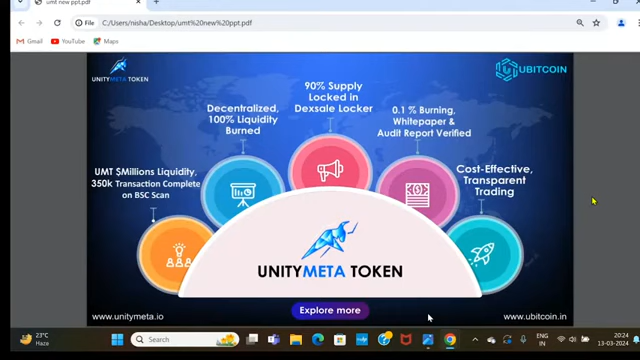 umt new ppt.pdf
File
C:/Users/nisha/Desktop/umt%20new%20ppt.pdf
Gmail
YouTube
Maps
UNITYMETA TOKEN
UBITCOIN
90% Supply
Locked in
Dexsale Locker
Decentralized,
100% Liquidity
Burned
0.1 % Burning,
Whitepaper &
Audit Report Verified
UMT $Millions Liquidity,
350k Transaction Complete
on BSC Scan
Cost-Effective,
Transparent
Trading
UNITYMETA TOKEN
Explore more
www.unitymeta.io
www.ubitcoin.in
23°C
Haze
Search
ENG
IN
20:24
13-03-2024